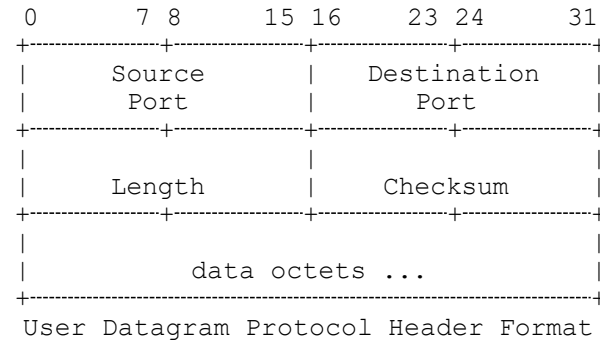 0 7 8 15 16 23 24 31
Source Destination
Port Port
Length Checksum
data octets ...
User Datagram Protocol Header Format